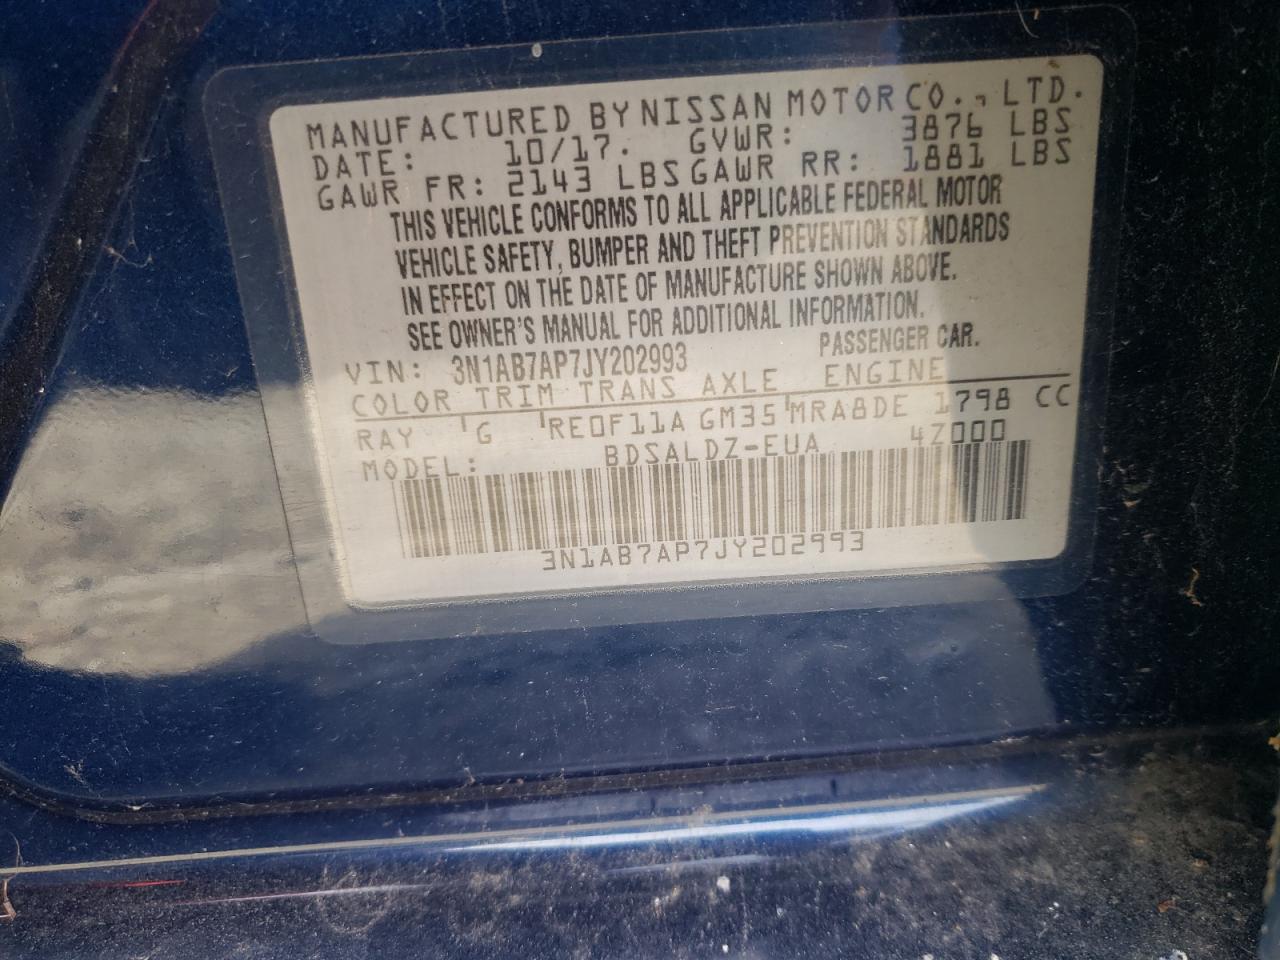 MANUFACTURED BY NISSAN MOTOR CO., LTD.
DATE: 10/17. GVWR: 3876 LBS
GAWR FR: 2143 LBS GAWR RR: 1881 LBS
THIS VEHICLE CONFORMS TO ALL APPLICABLE FEDERAL MOTOR
VEHICLE SAFETY, BUMPER AND THEFT PREVENTION STANDARDS
IN EFFECT ON THE DATE OF MANUFACTURE SHOWN ABOVE.
SEE OWNER'S MANUAL FOR ADDITIONAL INFORMATION.
VIN: 3N1AB7AP7JY202993 PASSENGER CAR.
COLOR TRIM TRANS AXLE ENGINE
RAY G RE0F11A GM35 MRA8DE 1798 CC
MODEL: BDSALDZ-EUA 4Z000
3N1AB7AP7JY202993